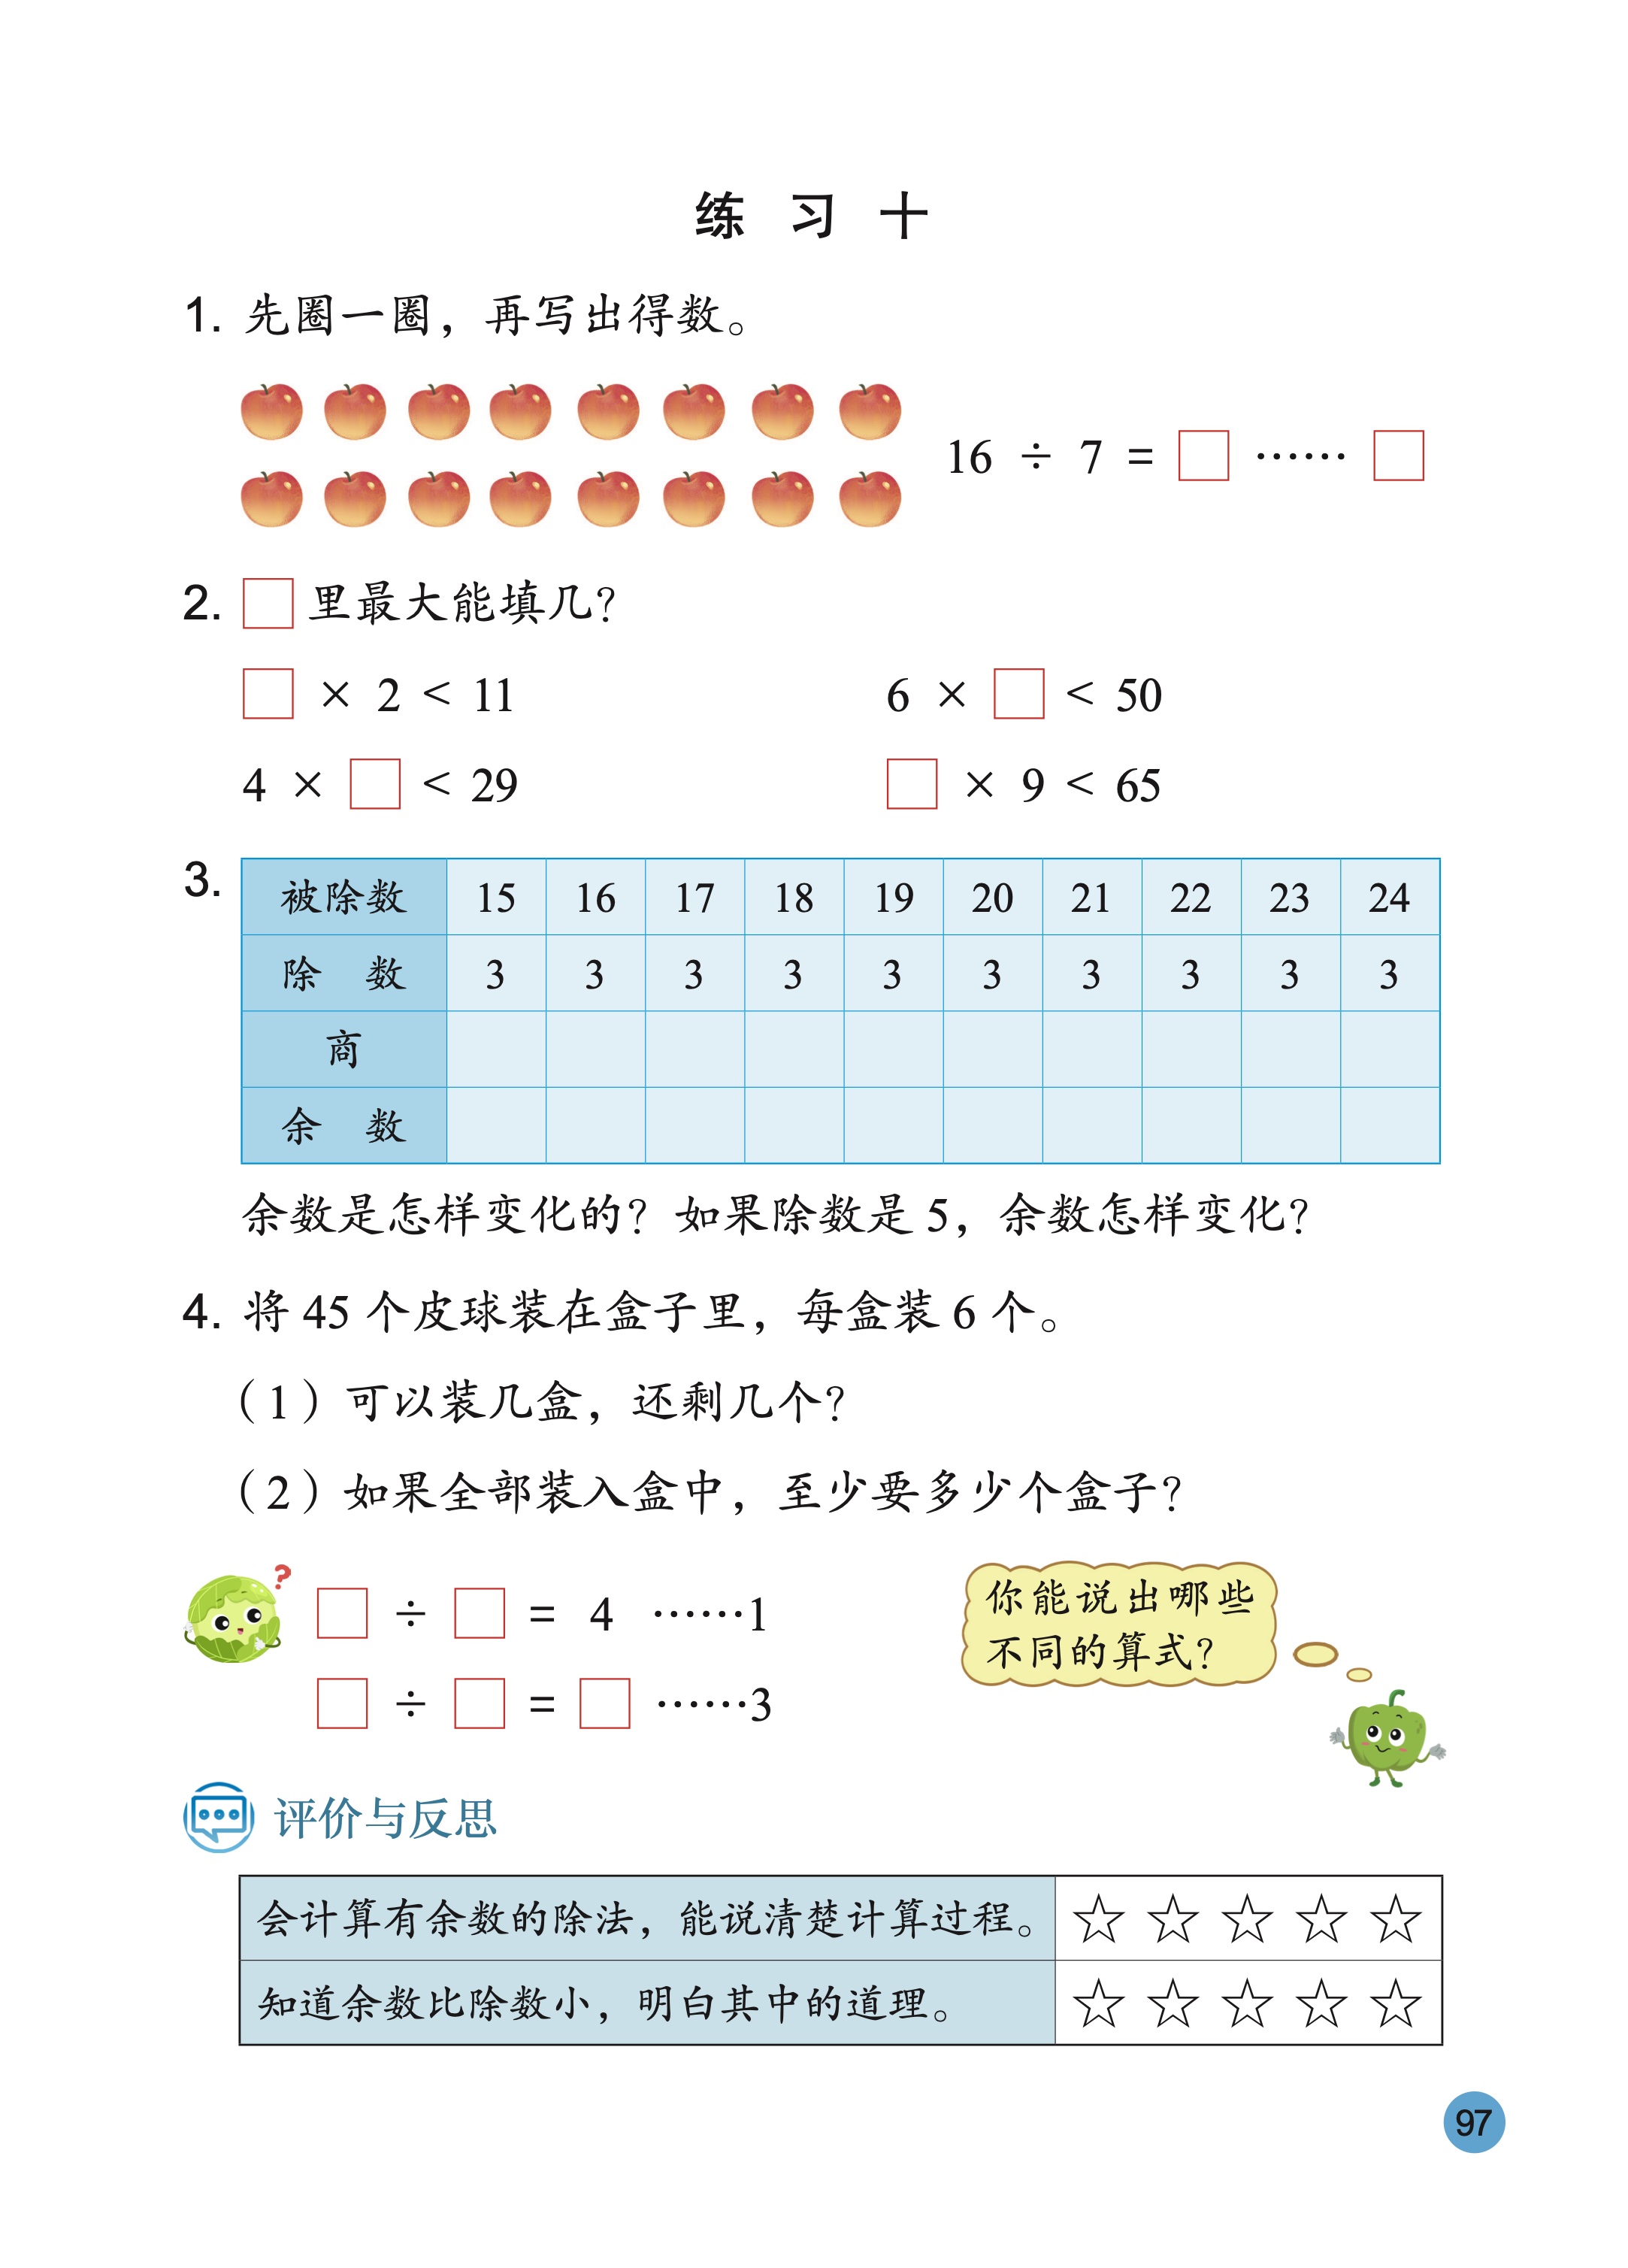 练 习 十
1. 先圈一圈，再写出得数。
16 ÷ 7 = □ …… □
2. □ 里最大能填几？
□ × 2 < 11 6 × □ < 50
4 × □ < 29 □ × 9 < 65
3.
被除数 15 16 17 18 19 20 21 22 23 24
除 数 3 3 3 3 3 3 3 3 3 3
商
余 数
余数是怎样变化的？如果除数是 5，余数怎样变化？
4. 将 45 个皮球装在盒子里，每盒装 6 个。
（1）可以装几盒，还剩几个？
（2）如果全部装入盒中，至少要多少个盒子？
?
□ ÷ □ = 4 ……1
□ ÷ □ = □ ……3
你能说出哪些
不同的算式？
评价与反思
会计算有余数的除法，能说清楚计算过程。 ☆ ☆ ☆ ☆ ☆
知道余数比除数小，明白其中的道理。 ☆ ☆ ☆ ☆ ☆
97